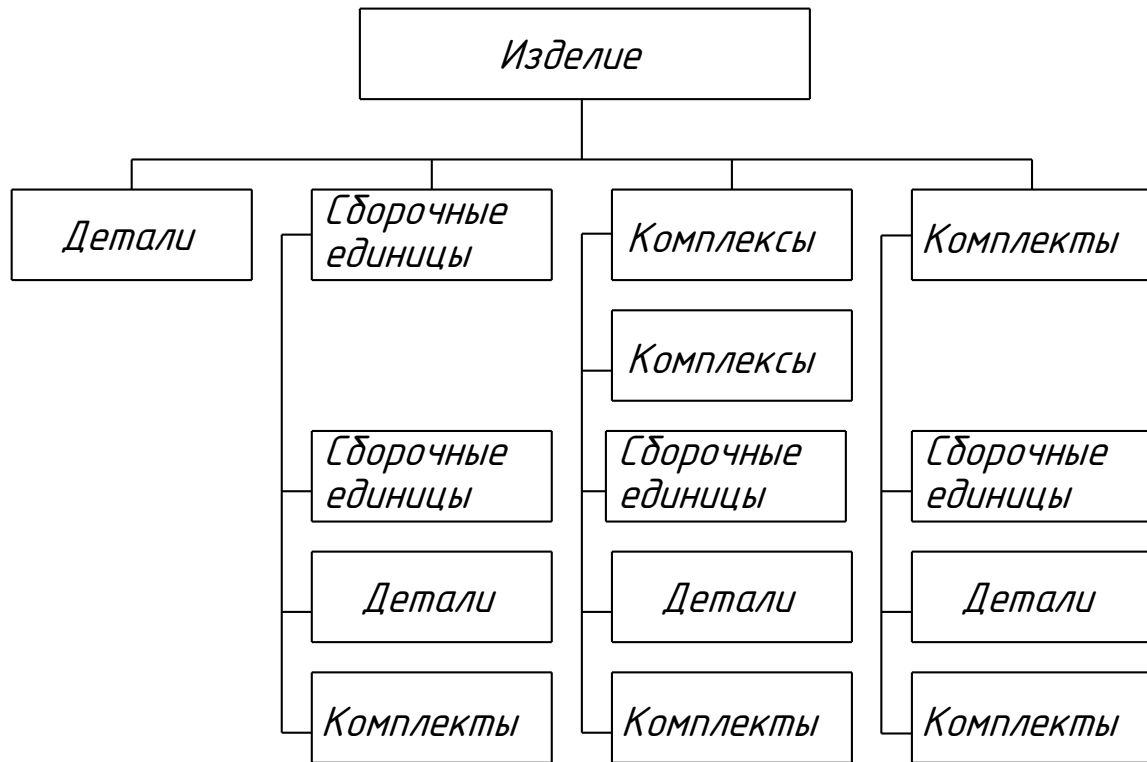 Изделие
Детали
Сборочные
единицы
Комплексы
Комплекты
Комплексы
Сборочные
единицы
Сборочные
единицы
Сборочные
единицы
Детали
Детали
Детали
Комплекты
Комплекты
Комплекты